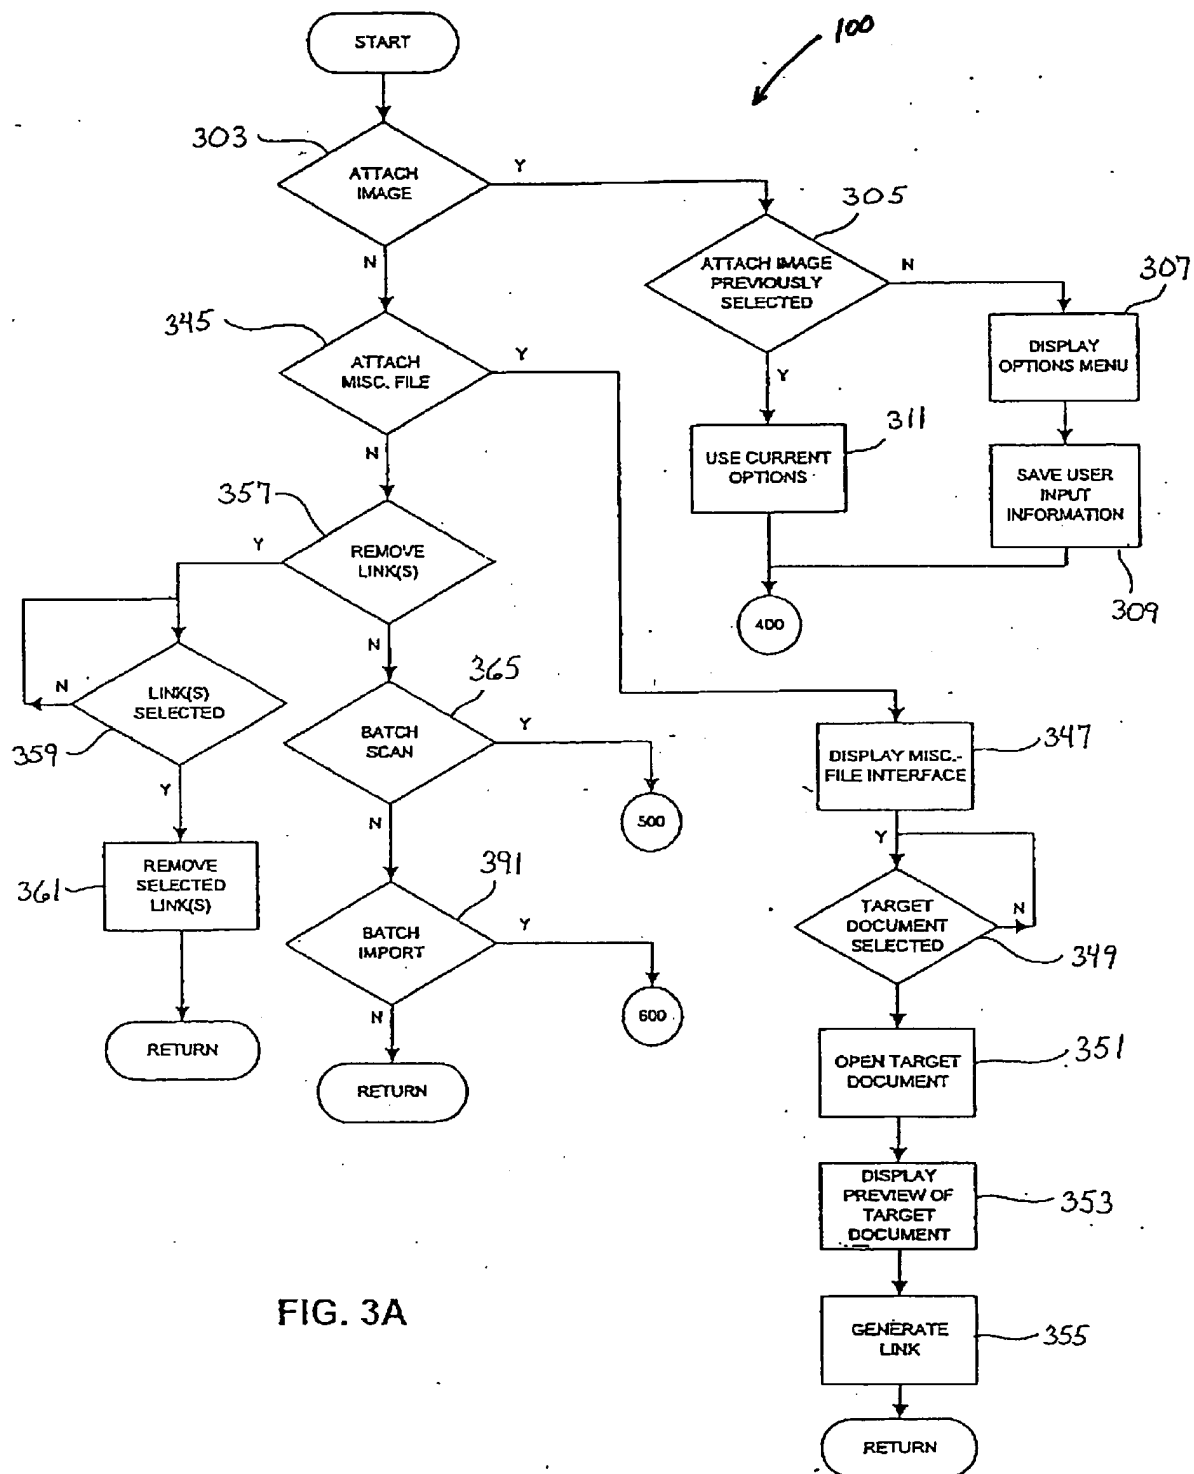 START
100
303
ATTACH
IMAGE
Y
N
305
ATTACH IMAGE
PREVIOUSLY
SELECTED
N
Y
307
DISPLAY
OPTIONS MENU
345
ATTACH
MISC. FILE
Y
N
311
USE CURRENT
OPTIONS
SAVE USER
INPUT
INFORMATION
309
400
357
REMOVE
LINK(S)
Y
N
LINK(S)
SELECTED
N
359
Y
365
BATCH
SCAN
Y
N
500
347
DISPLAY MISC.-
FILE INTERFACE
Y
TARGET
DOCUMENT
SELECTED
N
349
361
REMOVE
SELECTED
LINK(S)
RETURN
391
BATCH
IMPORT
Y
N
600
RETURN
OPEN TARGET
DOCUMENT
351
DISPLAY
PREVIEW OF
TARGET
DOCUMENT
353
GENERATE
LINK
355
RETURN
FIG. 3A